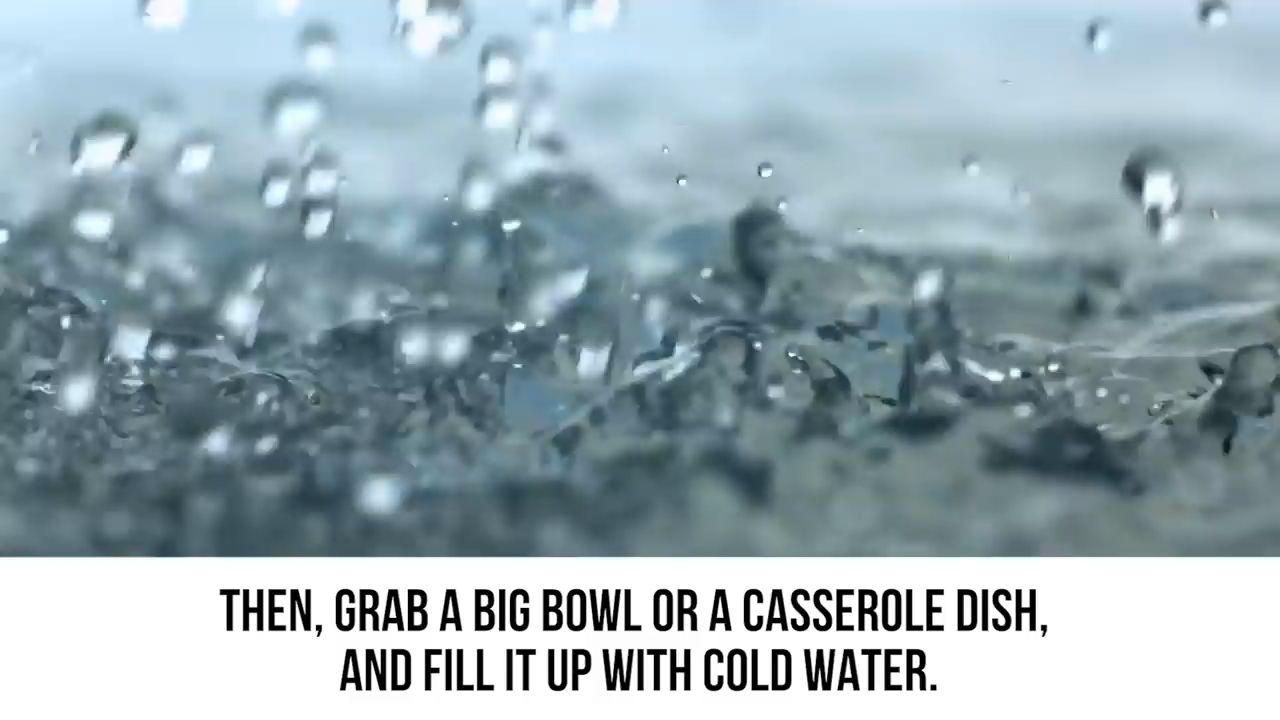 THEN, GRAB A BIG BOWL OR A CASSEROLE DISH,
AND FILL IT UP WITH COLD WATER.